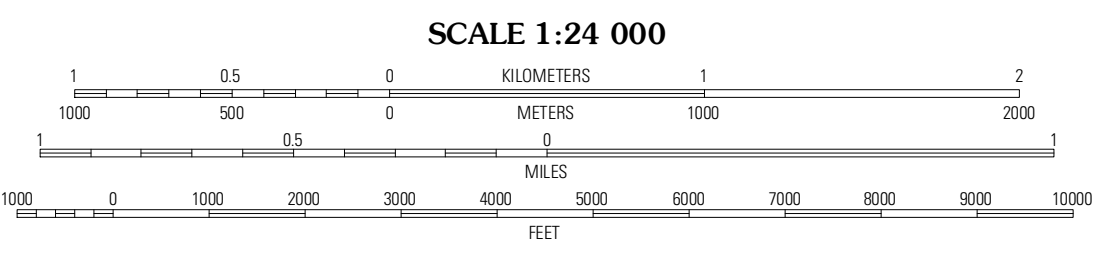 SCALE 1:24 000
1 0.5 0 KILOMETERS 1 2
1000 500 0 METERS 1000 2000
1 0.5 0 1
MILES
1000 0 1000 2000 3000 4000 5000 6000 7000 8000 9000 10000
FEET